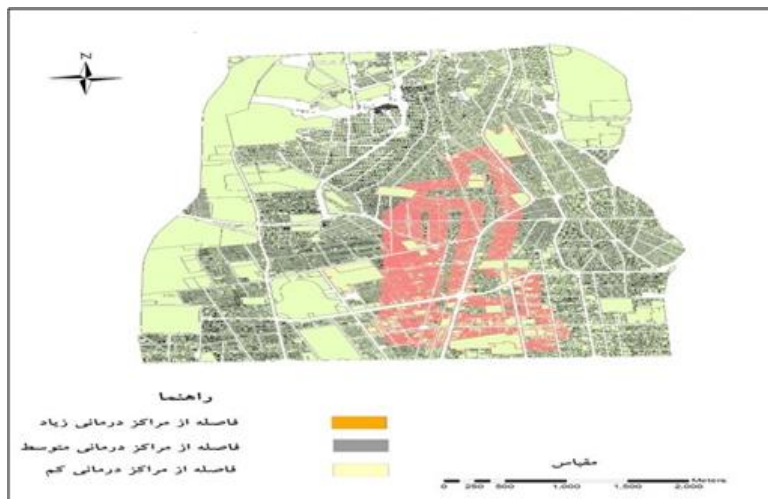 N
راهنما
فاصله از مراکز درمانی زیاد
فاصله از مراکز درمانی متوسط
فاصله از مراکز درمانی کم
مقیاس
0 250 500 1,000 1,500 2,000 Meters